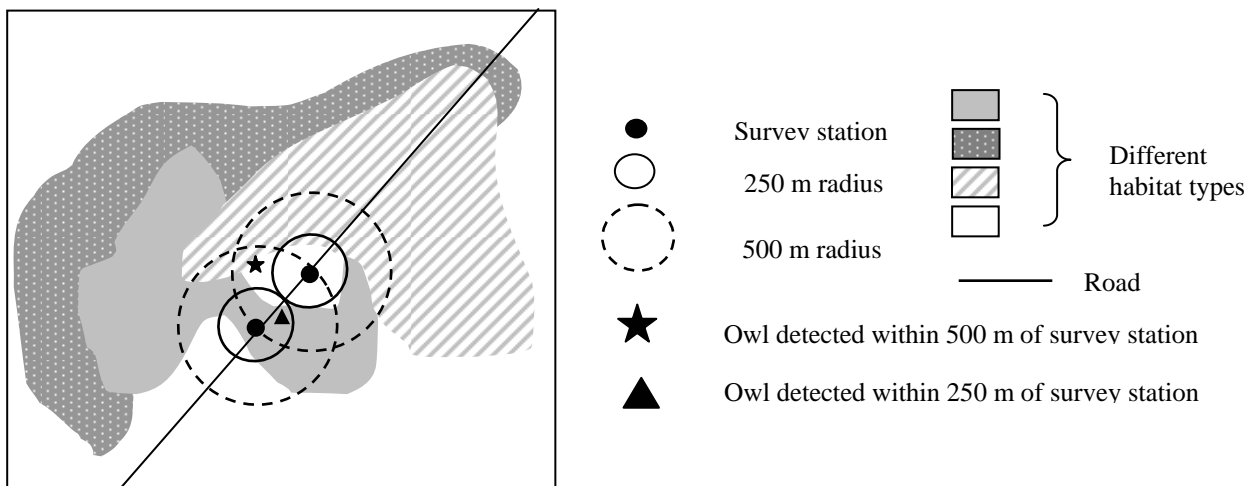 Survey station
250 m radius
500 m radius
Different
habitat types
Road
Owl detected within 500 m of survey station
Owl detected within 250 m of survey station